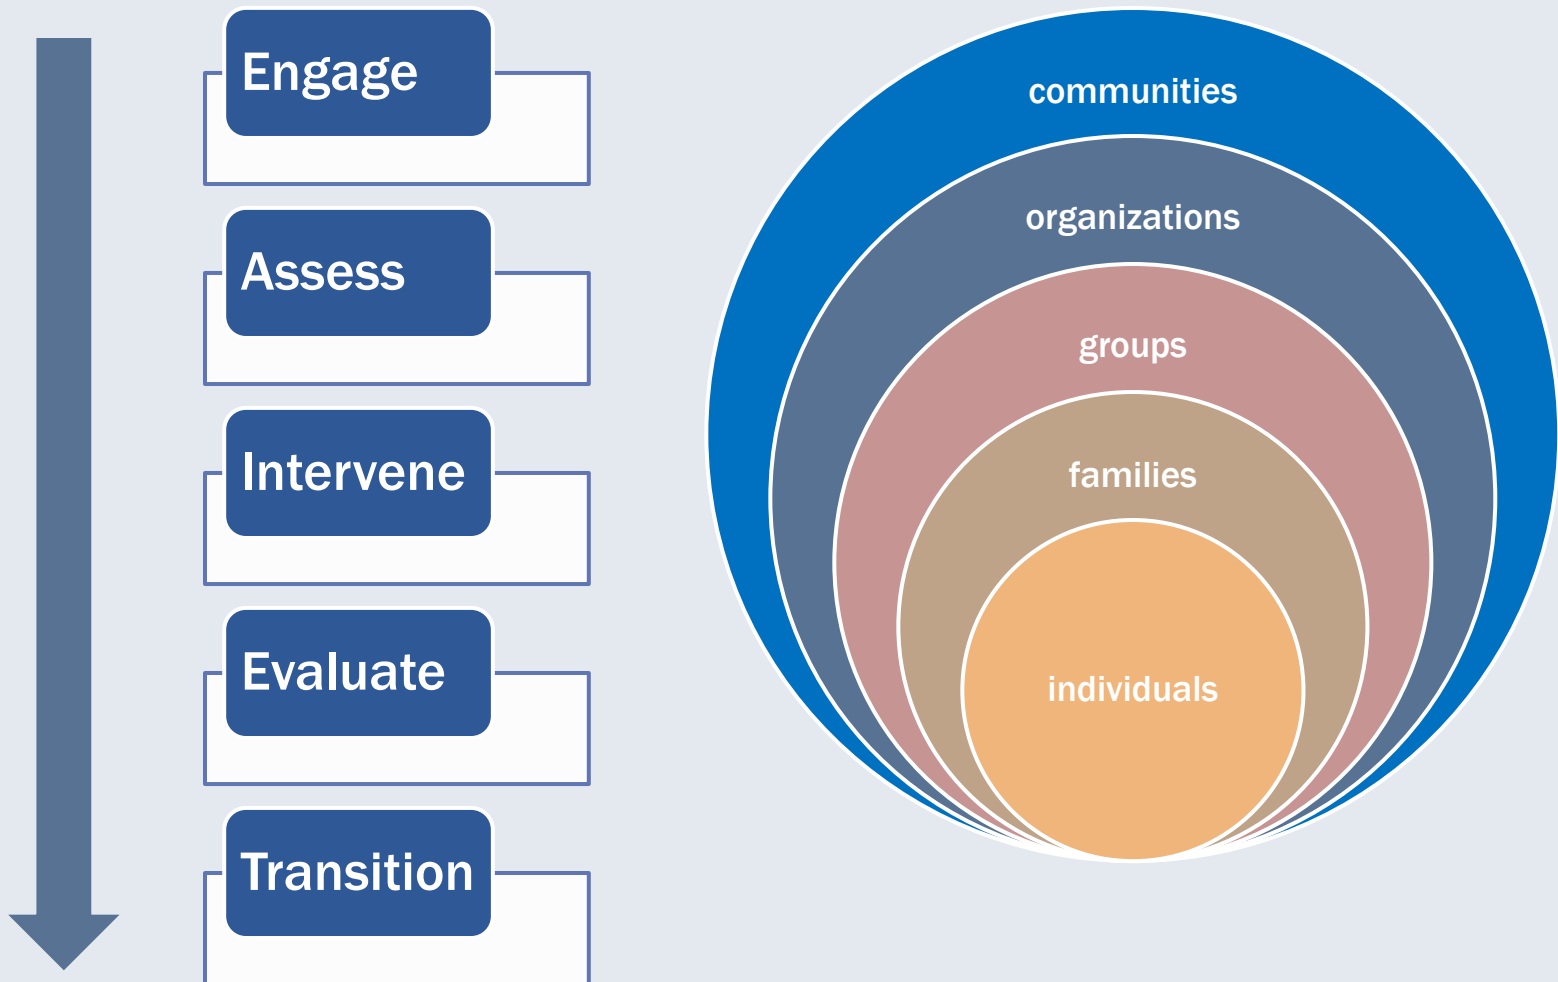 Engage
Assess
Intervene
Evaluate
Transition
communities
organizations
groups
families
individuals